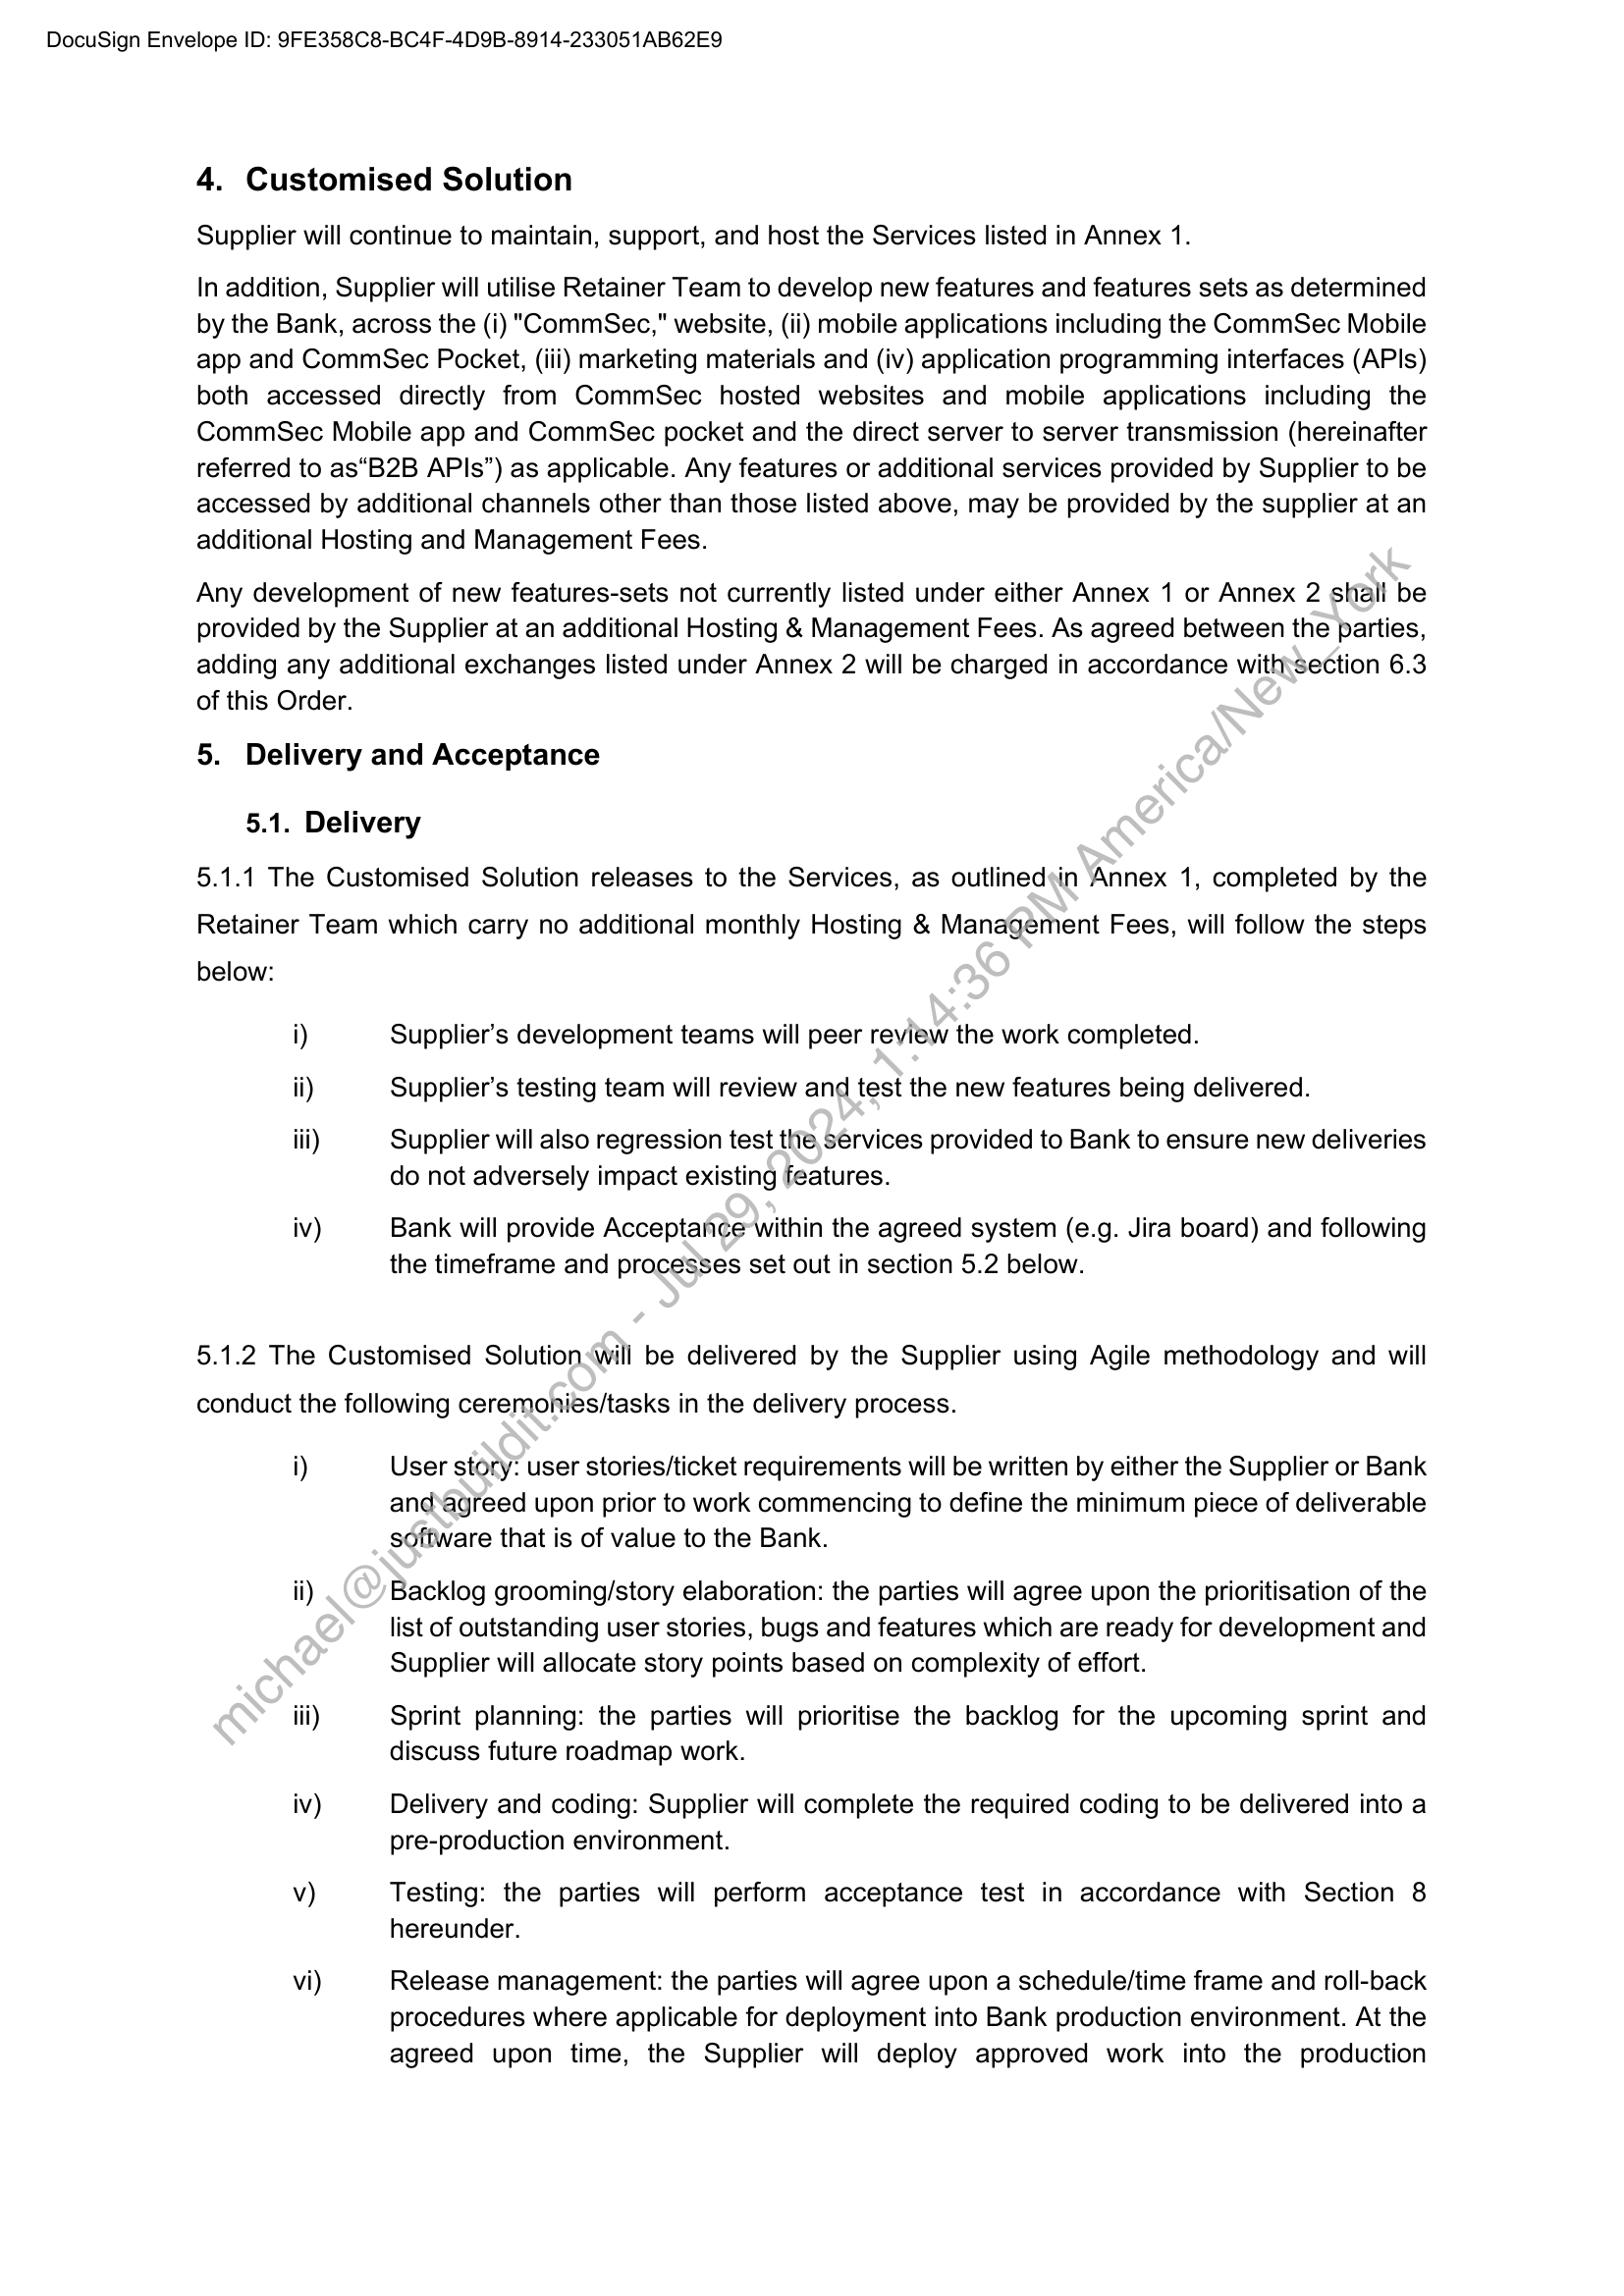 DocuSign Envelope ID: 9FE358C8-BC4F-4D9B-8914-233051AB62E9
4. Customised Solution
Supplier will continue to maintain, support, and host the Services listed in Annex 1.
In addition, Supplier will utilise Retainer Team to develop new features and features sets as determined
by the Bank, across the (i) "CommSec," website, (ii) mobile applications including the CommSec Mobile
app and CommSec Pocket, (iii) marketing materials and (iv) application programming interfaces (APIs)
both accessed directly from CommSec hosted websites and mobile applications including the
CommSec Mobile app and CommSec pocket and the direct server to server transmission (hereinafter
referred to as“B2B APIs”) as applicable. Any features or additional services provided by Supplier to be
accessed by additional channels other than those listed above, may be provided by the supplier at an
additional Hosting and Management Fees.
Any development of new features-sets not currently listed under either Annex 1 or Annex 2 shall be
provided by the Supplier at an additional Hosting & Management Fees. As agreed between the parties,
adding any additional exchanges listed under Annex 2 will be charged in accordance with section 6.3
of this Order.
5. Delivery and Acceptance
5.1. Delivery
5.1.1 The Customised Solution releases to the Services, as outlined in Annex 1, completed by the
Retainer Team which carry no additional monthly Hosting & Management Fees, will follow the steps
below:
i) Supplier’s development teams will peer review the work completed.
ii) Supplier’s testing team will review and test the new features being delivered.
iii) Supplier will also regression test the services provided to Bank to ensure new deliveries
do not adversely impact existing features.
iv) Bank will provide Acceptance within the agreed system (e.g. Jira board) and following
the timeframe and processes set out in section 5.2 below.
5.1.2 The Customised Solution will be delivered by the Supplier using Agile methodology and will
conduct the following ceremonies/tasks in the delivery process.
i) User story: user stories/ticket requirements will be written by either the Supplier or Bank
and agreed upon prior to work commencing to define the minimum piece of deliverable
software that is of value to the Bank.
ii) Backlog grooming/story elaboration: the parties will agree upon the prioritisation of the
list of outstanding user stories, bugs and features which are ready for development and
Supplier will allocate story points based on complexity of effort.
iii) Sprint planning: the parties will prioritise the backlog for the upcoming sprint and
discuss future roadmap work.
iv) Delivery and coding: Supplier will complete the required coding to be delivered into a
pre-production environment.
v) Testing: the parties will perform acceptance test in accordance with Section 8
hereunder.
vi) Release management: the parties will agree upon a schedule/time frame and roll-back
procedures where applicable for deployment into Bank production environment. At the
agreed upon time, the Supplier will deploy approved work into the production
michael@justbuildit.com - Jul 29, 2024, 1:14:36 PM America/New_York